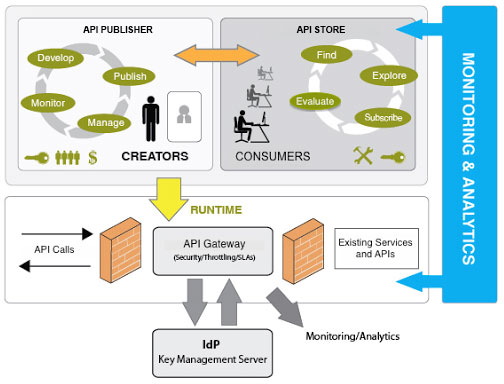 API PUBLISHER
Develop
Publish
Monitor
Manage
CREATORS
$
API STORE
Find
Explore
Evaluate
Subscribe
CONSUMERS
MONITORING & ANALYTICS
RUNTIME
API Calls
API Gateway
(Security/Throttling/SLAs)
Existing Services
and APIs
IdP
Key Management Server
Monitoring/Analytics